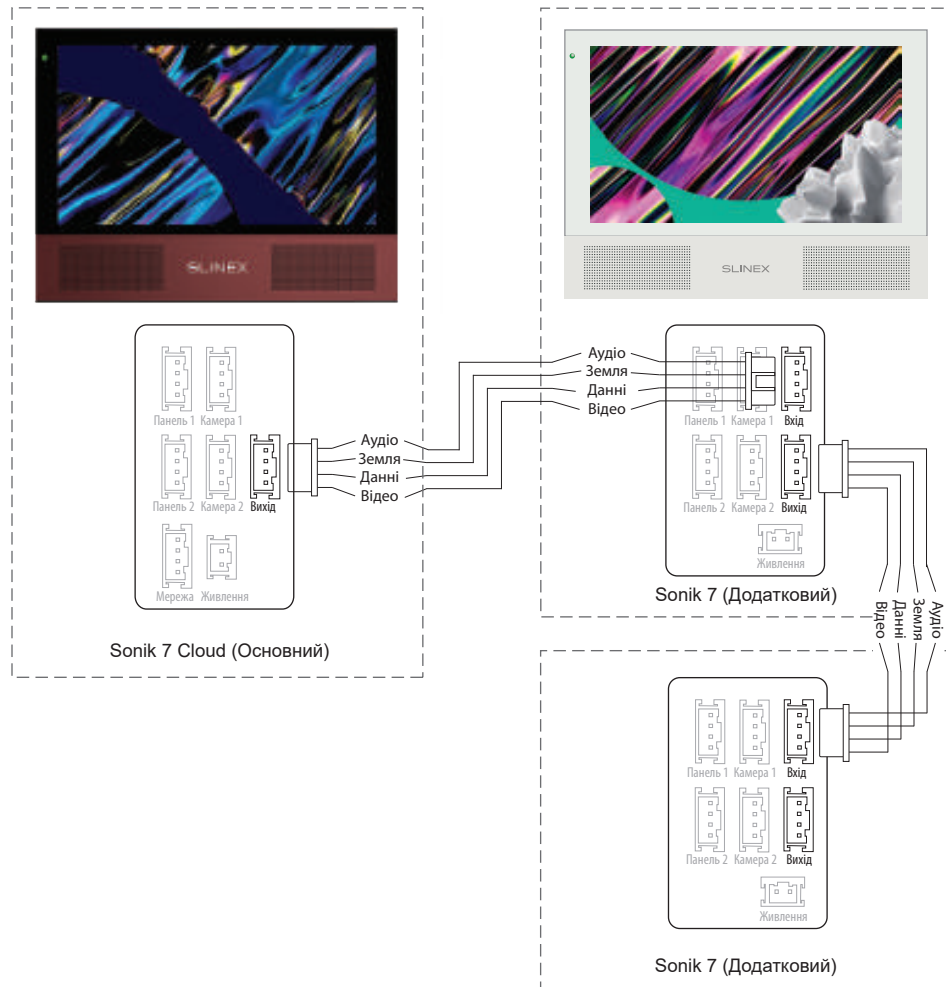 SLINEX
Панель 1 Камера 1
Панель 2 Камера 2 Вихід
Мережа Живлення
Аудіо
Земля
Данні
Відео
Sonik 7 Cloud (Основний)
SLINEX
Аудіо
Земля
Данні
Відео
Панель 1 Камера 1 Вхід
Панель 2 Камера 2 Вихід
Живлення
Sonik 7 (Додатковий)
Відео
Данні
Земля
Аудіо
Панель 1 Камера 1 Вхід
Панель 2 Камера 2 Вихід
Живлення
Sonik 7 (Додатковий)